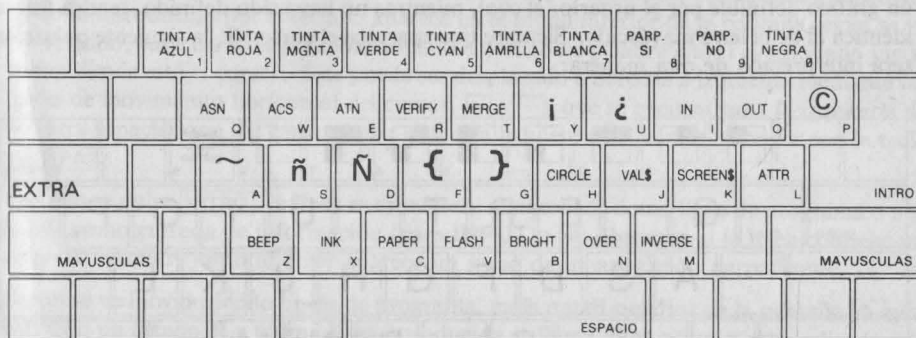 TINTA TINTA TINTA TINTA TINTA TINTA TINTA PARP. PARP. TINTA
AZUL ROJA MGNTA VERDE CYAN AMRLLA BLANCA SI NO NEGRA
1 2 3 4 5 6 7 8 9 0
ASN ACS ATN VERIFY MERGE ¡ ¿ IN OUT ©
Q W E R T Y U I O P
EXTRA ~ ñ Ñ { } CIRCLE VAL$ SCREEN$ ATTR
A S D F G H J K L INTRO
BEEP INK PAPER FLASH BRIGHT OVER INVERSE
MAYUSCULAS Z X C V B N M MAYUSCULAS
ESPACIO